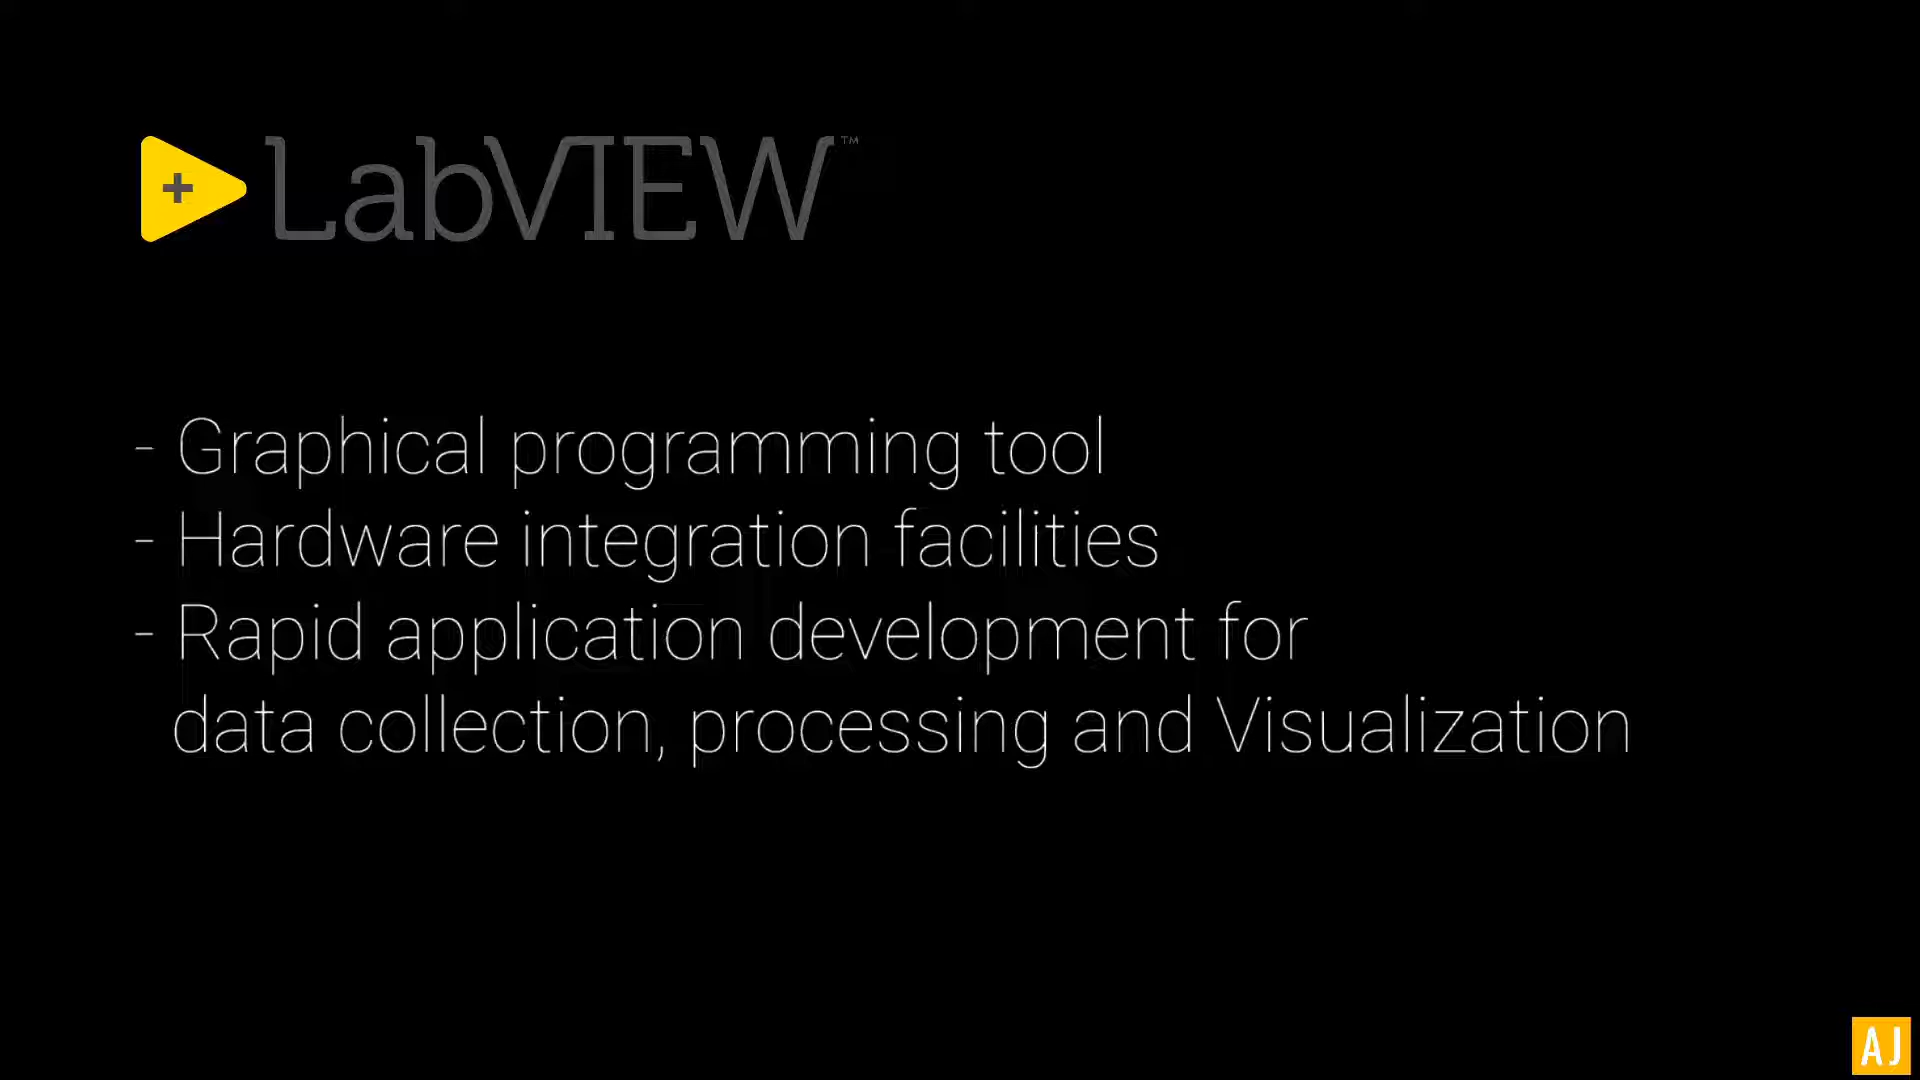 + LabVIEW™
- Graphical programming tool
- Hardware integration facilities
- Rapid application development for
data collection, processing and Visualization
AJ